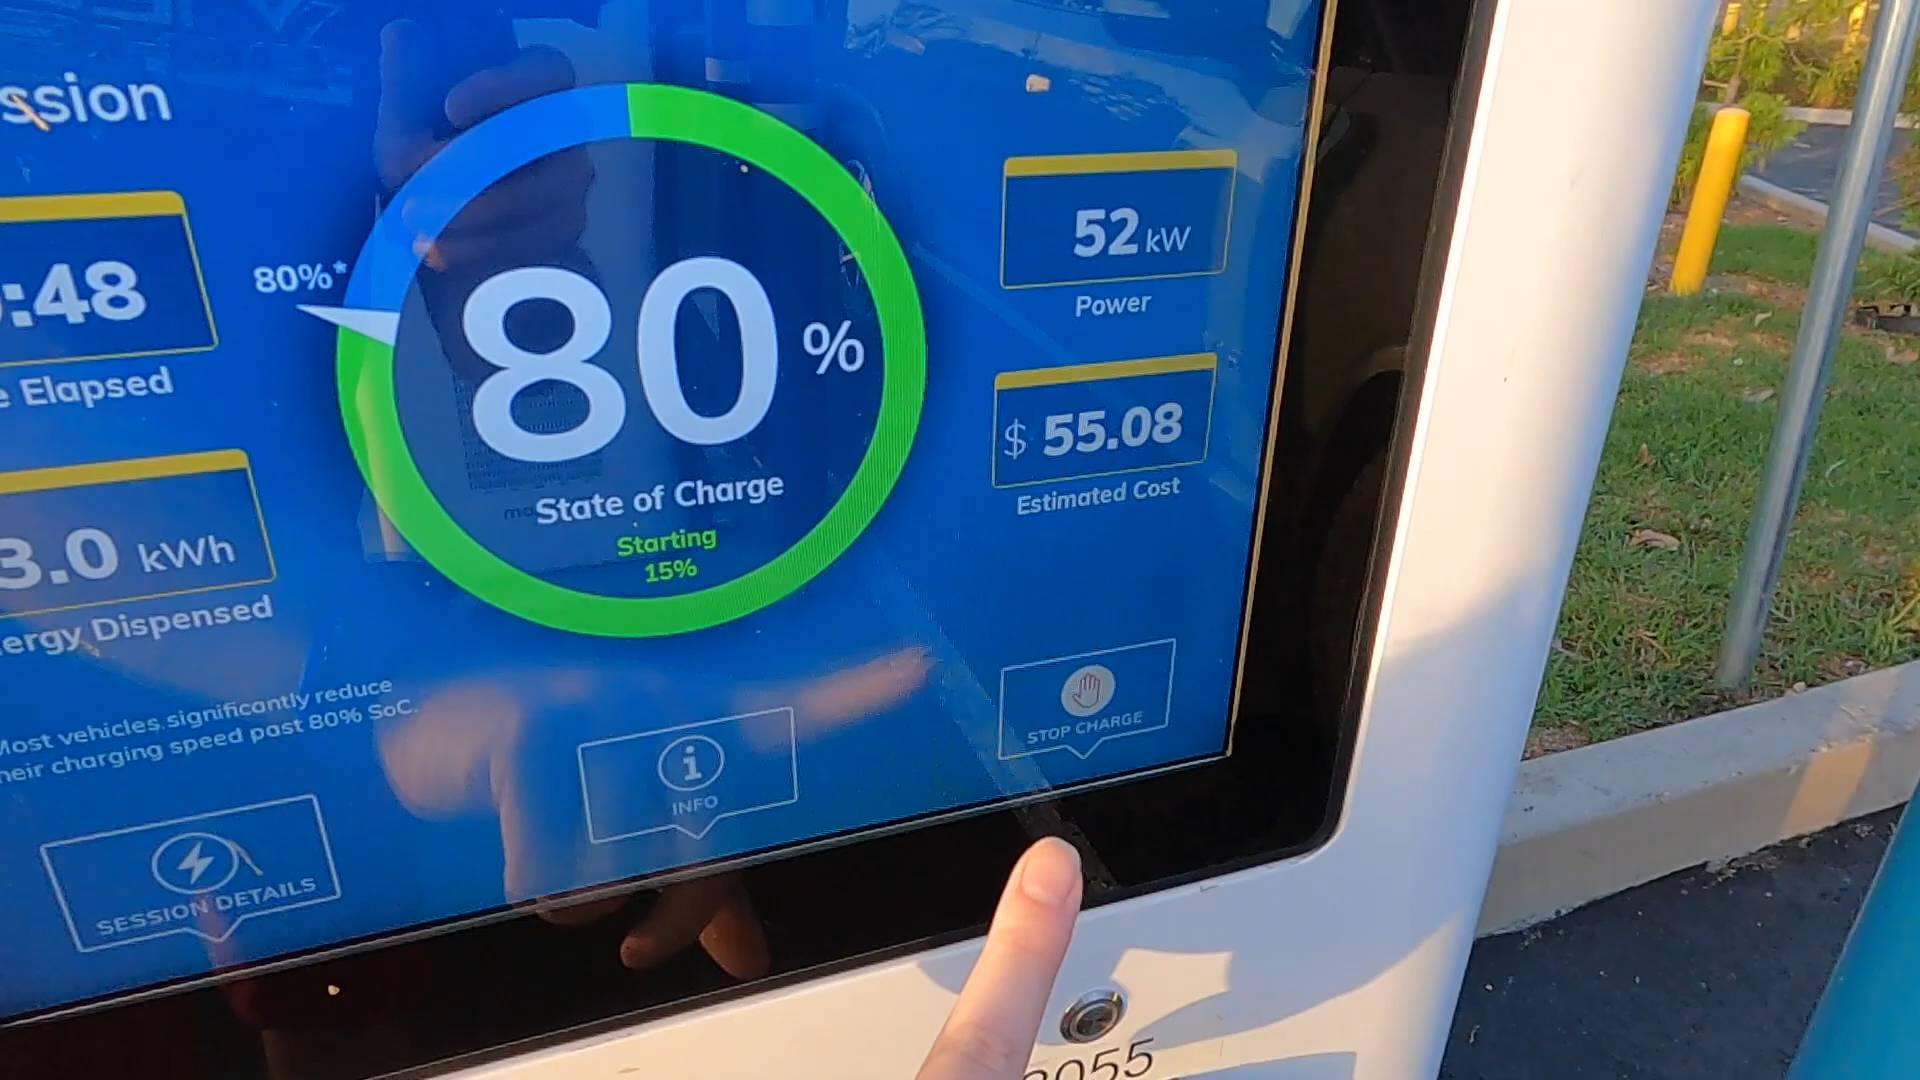 ssion
:48
e Elapsed
3.0 kWh
ergy Dispensed
Most vehicles significantly reduce
heir charging speed past 80% SoC.
SESSION DETAILS
80%*
80 %
State of Charge
Starting
15%
INFO
52 kW
Power
$ 55.08
Estimated Cost
STOP CHARGE
055